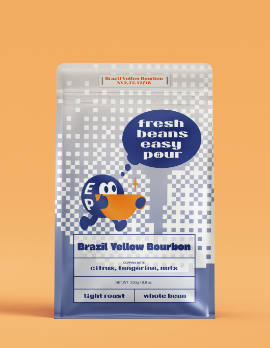 Brazil Yellow Bourbon
fresh
beans
easy
pour
EP
Brazil Yellow Bourbon
citrus, tangerine, nuts
light roast
whole bean